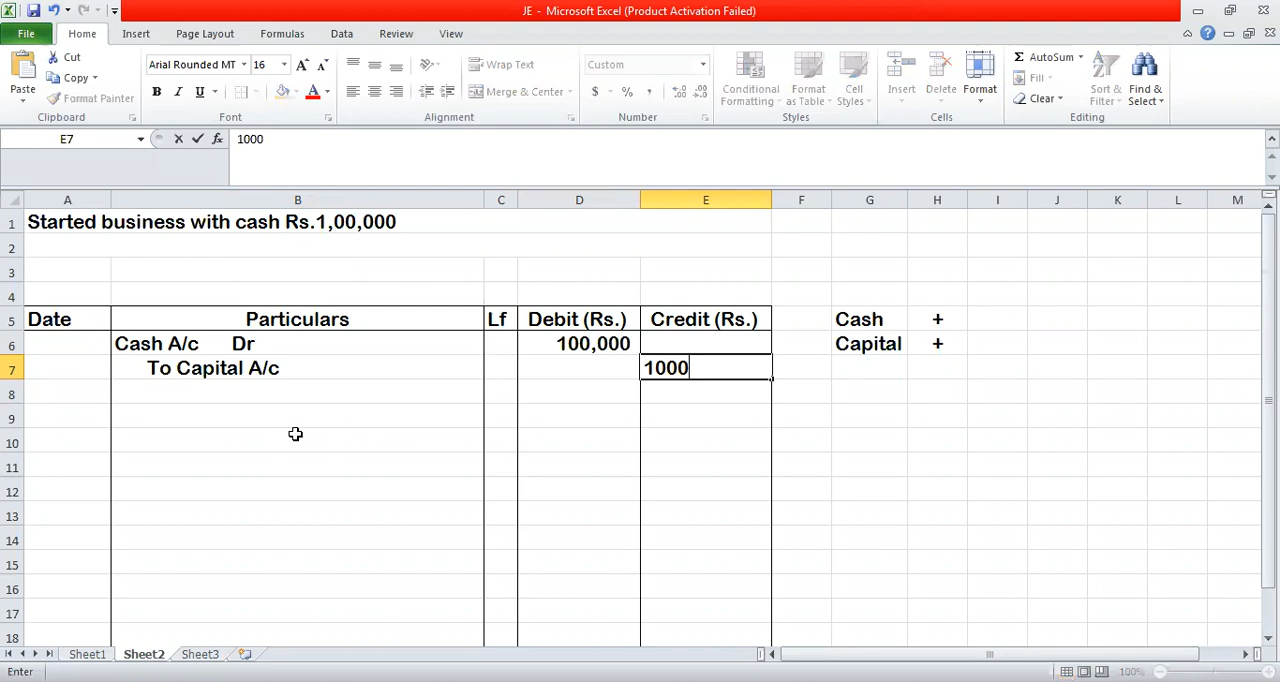 JE - Microsoft Excel (Product Activation Failed)
File Home Insert Page Layout Formulas Data Review View
Cut
Copy
Format Painter
Paste
Clipboard
Arial Rounded MT 16
B I U
Font
Wrap Text
Merge & Center
Alignment
Custom
$ % ,
Number
Conditional Formatting
Format as Table
Cell Styles
Styles
Insert Delete Format
Cells
Σ AutoSum
Fill
Clear
Sort & Filter
Find & Select
Editing
E7 fx 1000
A B C D E F G H I J K L M
1 Started business with cash Rs.1,00,000
2
3
4
5 Date Particulars Lf Debit (Rs.) Credit (Rs.) Cash +
6 Cash A/c Dr 100,000 Capital +
7 To Capital A/c 1000
8
9
10
11
12
13
14
15
16
17
18
Sheet1 Sheet2 Sheet3
Enter 100%